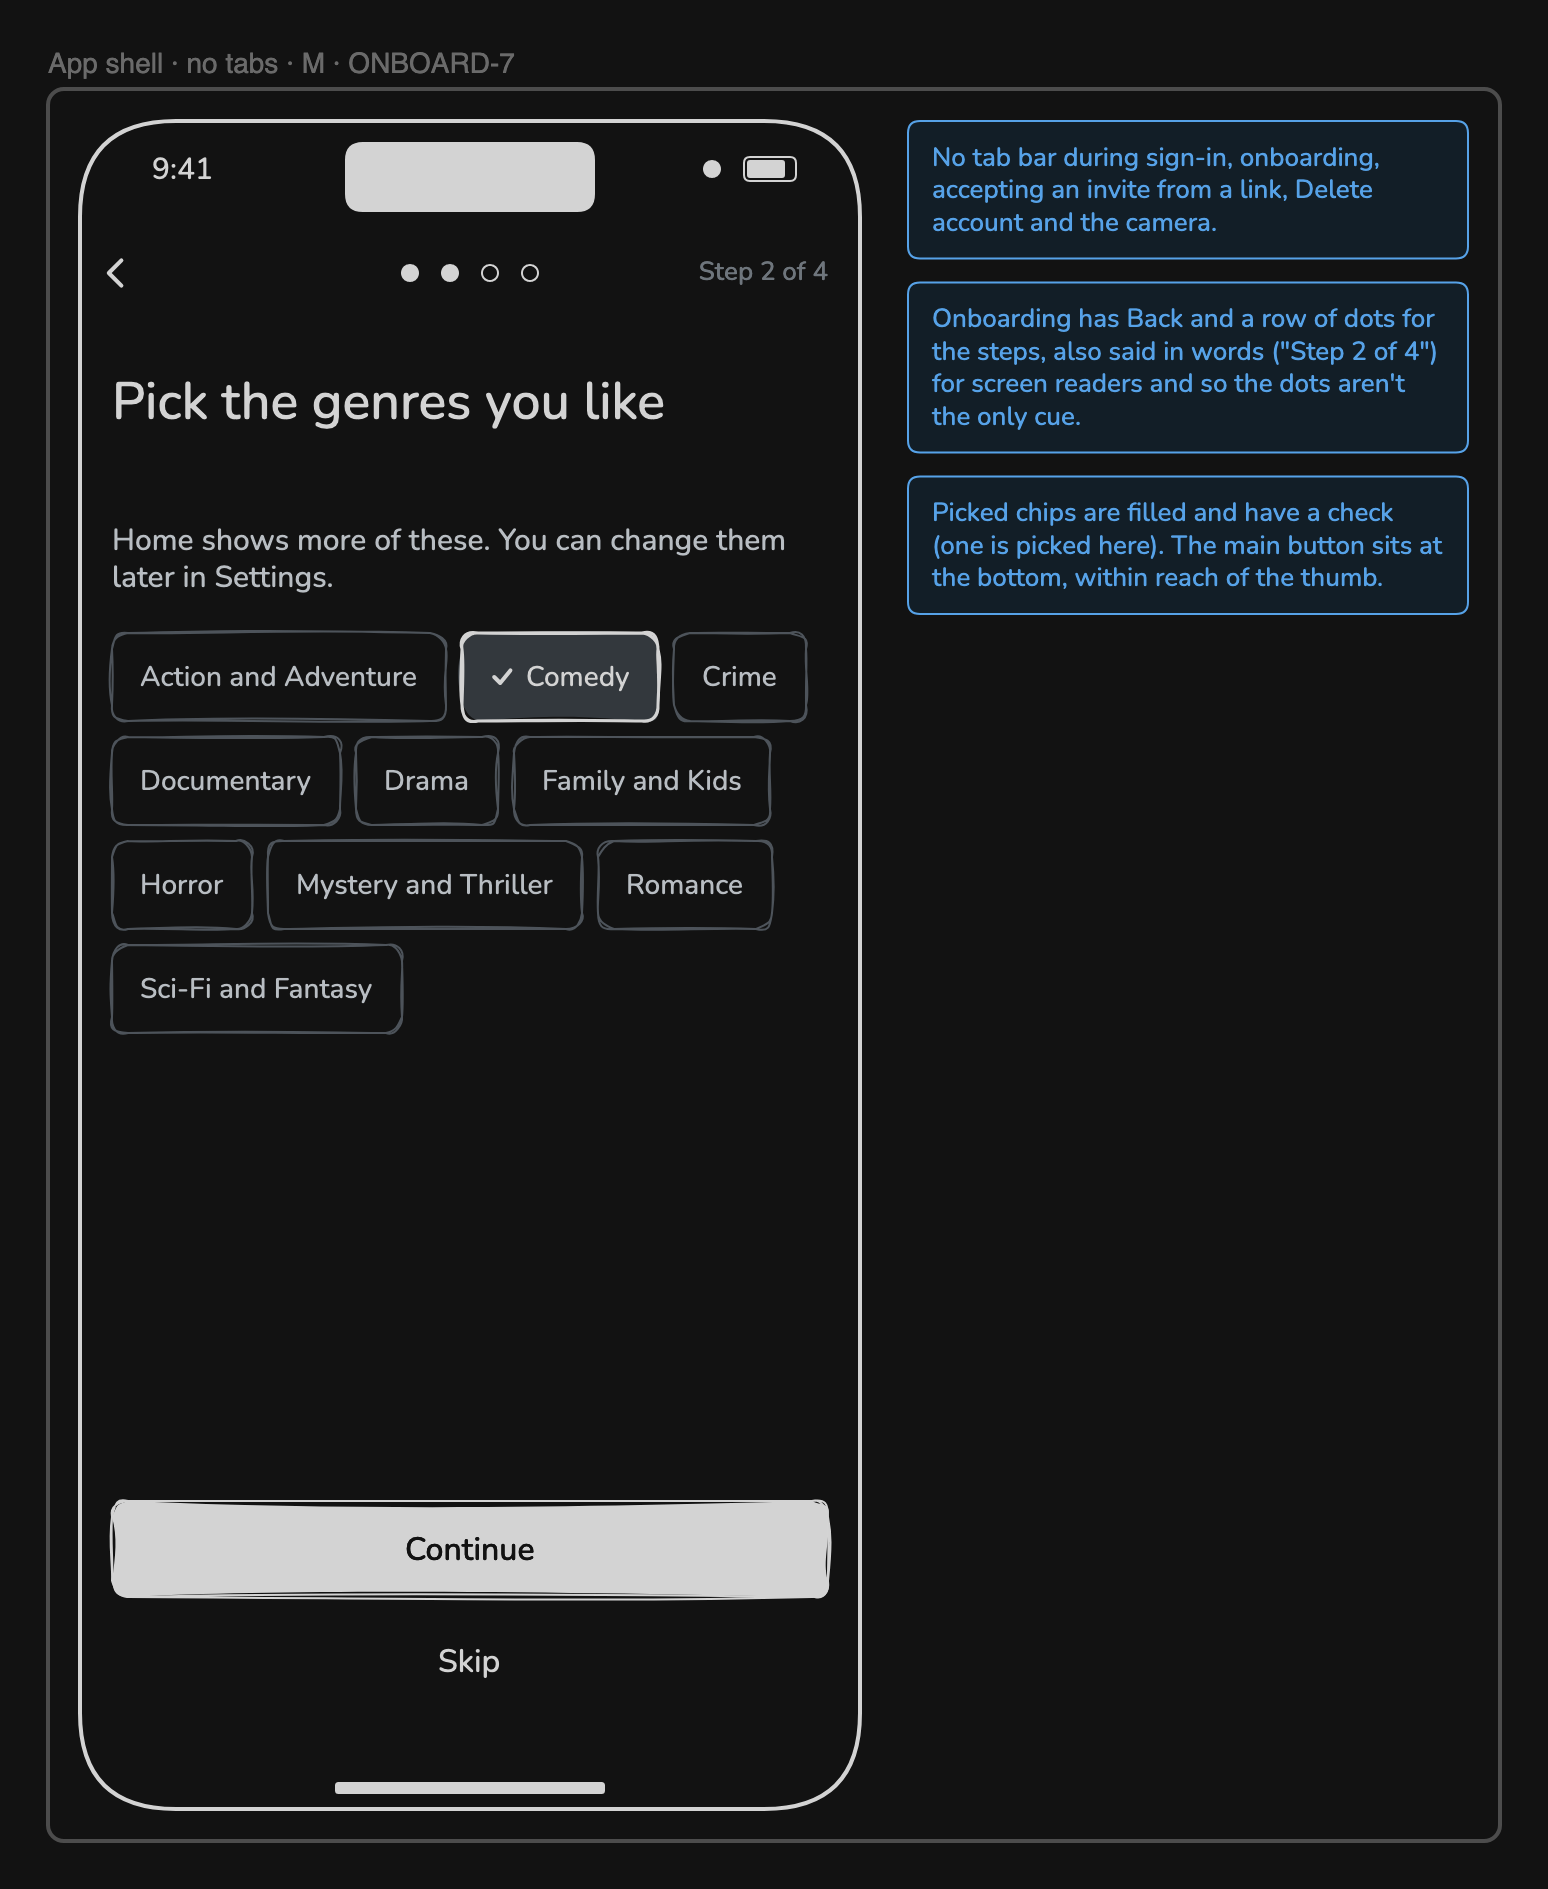 App shell · no tabs · M · ONBOARD-7
9:41
Step 2 of 4
Pick the genres you like
Home shows more of these. You can change them
later in Settings.
Action and Adventure
Comedy
Crime
Documentary
Drama
Family and Kids
Horror
Mystery and Thriller
Romance
Sci-Fi and Fantasy
Continue
Skip
No tab bar during sign-in, onboarding,
accepting an invite from a link, Delete
account and the camera.
Onboarding has Back and a row of dots for
the steps, also said in words ("Step 2 of 4")
for screen readers and so the dots aren't
the only cue.
Picked chips are filled and have a check
(one is picked here). The main button sits at
the bottom, within reach of the thumb.